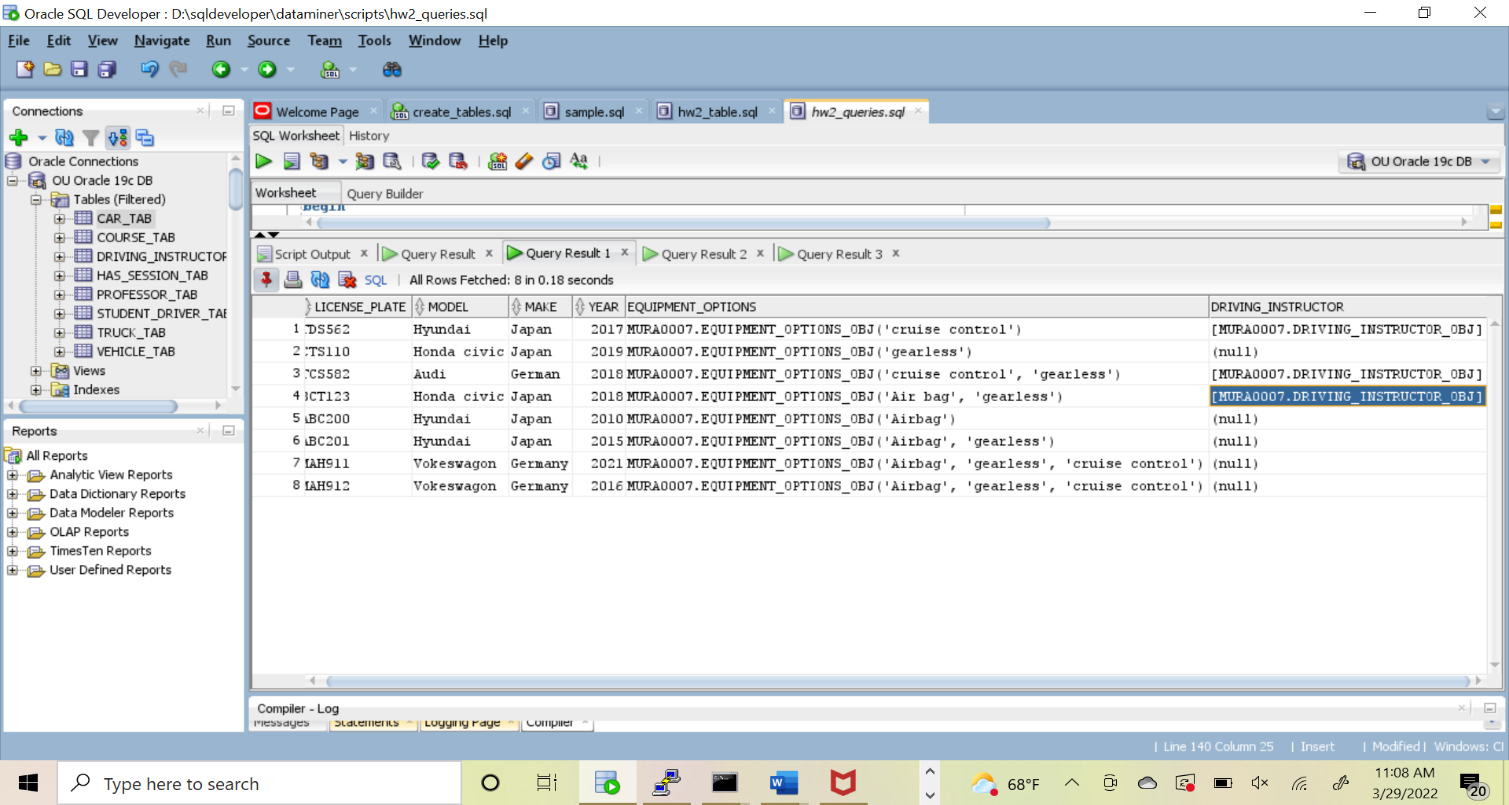 Oracle SQL Developer : D:\sqldeveloper\dataminer\scripts\hw2_queries.sql
File Edit View Navigate Run Source Team Tools Window Help
Connections
Welcome Page create_tables.sql sample.sql hw2_table.sql hw2_queries.sql
SQL Worksheet History
Oracle Connections
OU Oracle 19c DB
OU Oracle 19c DB
Worksheet Query Builder
Begin
Tables (Filtered)
CAR_TAB
COURSE_TAB
DRIVING_INSTRUCTOR
HAS_SESSION_TAB
PROFESSOR_TAB
STUDENT_DRIVER_TAB
TRUCK_TAB
VEHICLE_TAB
Views
Indexes
Script Output Query Result Query Result 1 Query Result 2 Query Result 3
SQL All Rows Fetched: 8 in 0.18 seconds
LICENSE_PLATE MODEL MAKE YEAR EQUIPMENT_OPTIONS DRIVING_INSTRUCTOR
1 DS562 Hyundai Japan 2017 MURA0007.EQUIPMENT_OPTIONS_OBJ('cruise control') [MURA0007.DRIVING_INSTRUCTOR_OBJ]
2 TS110 Honda civic Japan 2019 MURA0007.EQUIPMENT_OPTIONS_OBJ('gearless') (null)
3 CS582 Audi German 2018 MURA0007.EQUIPMENT_OPTIONS_OBJ('cruise control', 'gearless') [MURA0007.DRIVING_INSTRUCTOR_OBJ]
4 CT123 Honda civic Japan 2018 MURA0007.EQUIPMENT_OPTIONS_OBJ('Air bag', 'gearless') [MURA0007.DRIVING_INSTRUCTOR_OBJ]
5 ABC200 Hyundai Japan 2010 MURA0007.EQUIPMENT_OPTIONS_OBJ('Airbag') (null)
6 ABC201 Hyundai Japan 2015 MURA0007.EQUIPMENT_OPTIONS_OBJ('Airbag', 'gearless') (null)
7 AH911 Vokeswagon Germany 2021 MURA0007.EQUIPMENT_OPTIONS_OBJ('Airbag', 'gearless', 'cruise control') (null)
8 AH912 Vokeswagon Germany 2016 MURA0007.EQUIPMENT_OPTIONS_OBJ('Airbag', 'gearless', 'cruise control') (null)
Reports
All Reports
Analytic View Reports
Data Dictionary Reports
Data Modeler Reports
OLAP Reports
TimesTen Reports
User Defined Reports
Compiler - Log
Messages Statements Logging Page Compiler
Line 140 Column 25 Insert Modified Windows: Cl
Type here to search
68°F
11:08 AM
3/29/2022
20